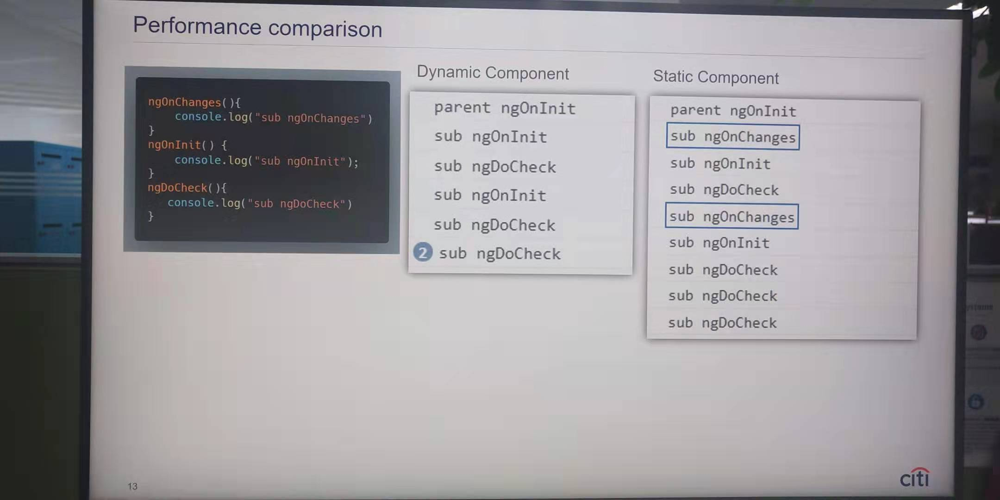 Performance comparison
ngOnChanges(){
    console.log("sub ngOnChanges")
}
ngOnInit() {
    console.log("sub ngOnInit");
}
ngDoCheck(){
   console.log("sub ngDoCheck")
}
Dynamic Component
parent ngOnInit
sub ngOnInit
sub ngDoCheck
sub ngOnInit
sub ngDoCheck
2 sub ngDoCheck
Static Component
parent ngOnInit
sub ngOnChanges
sub ngOnInit
sub ngDoCheck
sub ngOnChanges
sub ngOnInit
sub ngDoCheck
sub ngDoCheck
sub ngDoCheck
13
citi